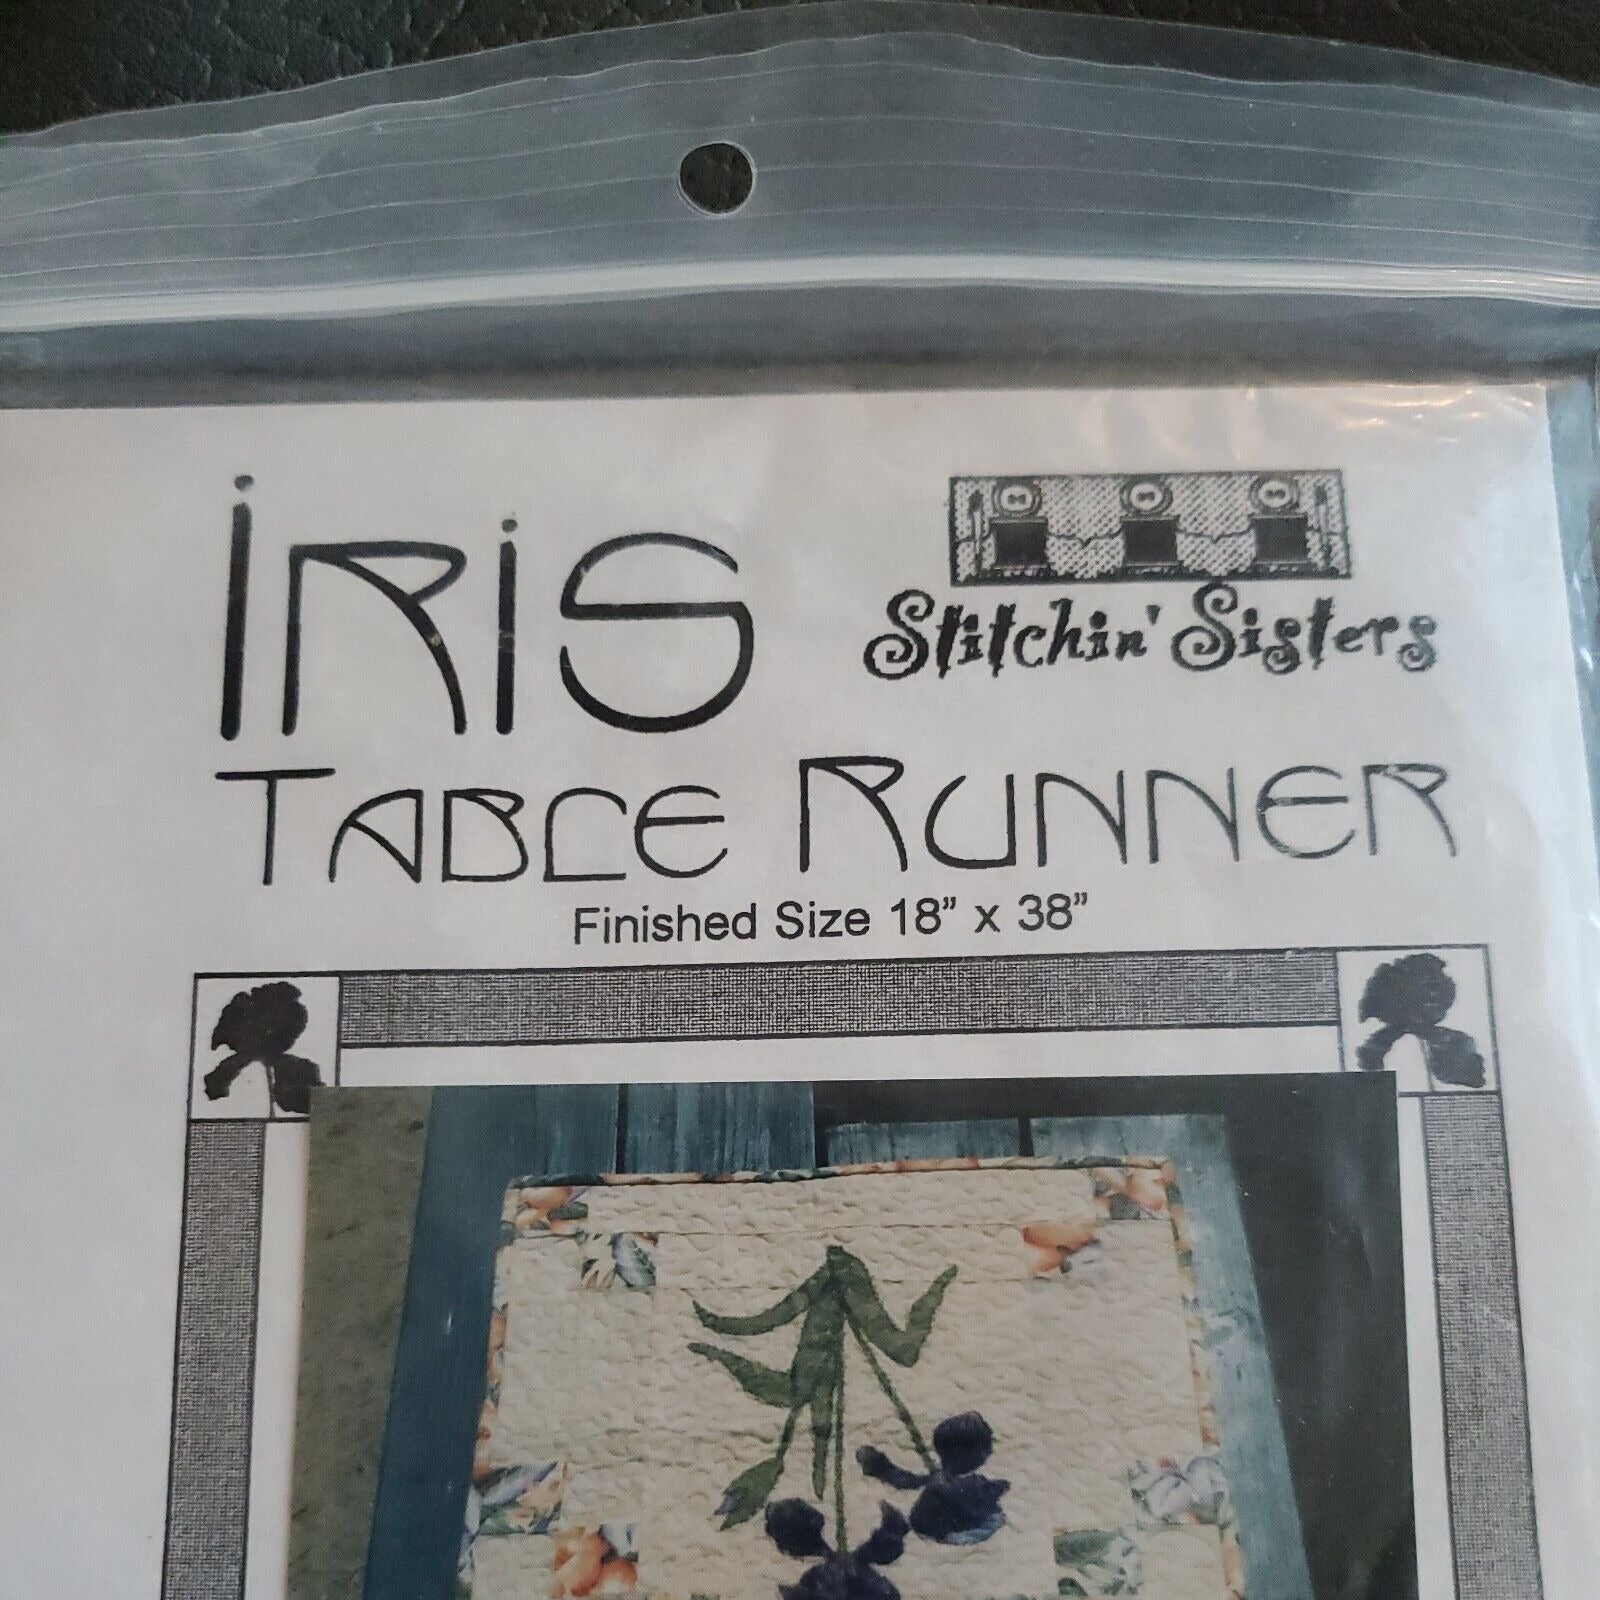 Iris
Stitchin' Sisters
Table Runner
Finished Size 18” x 38”